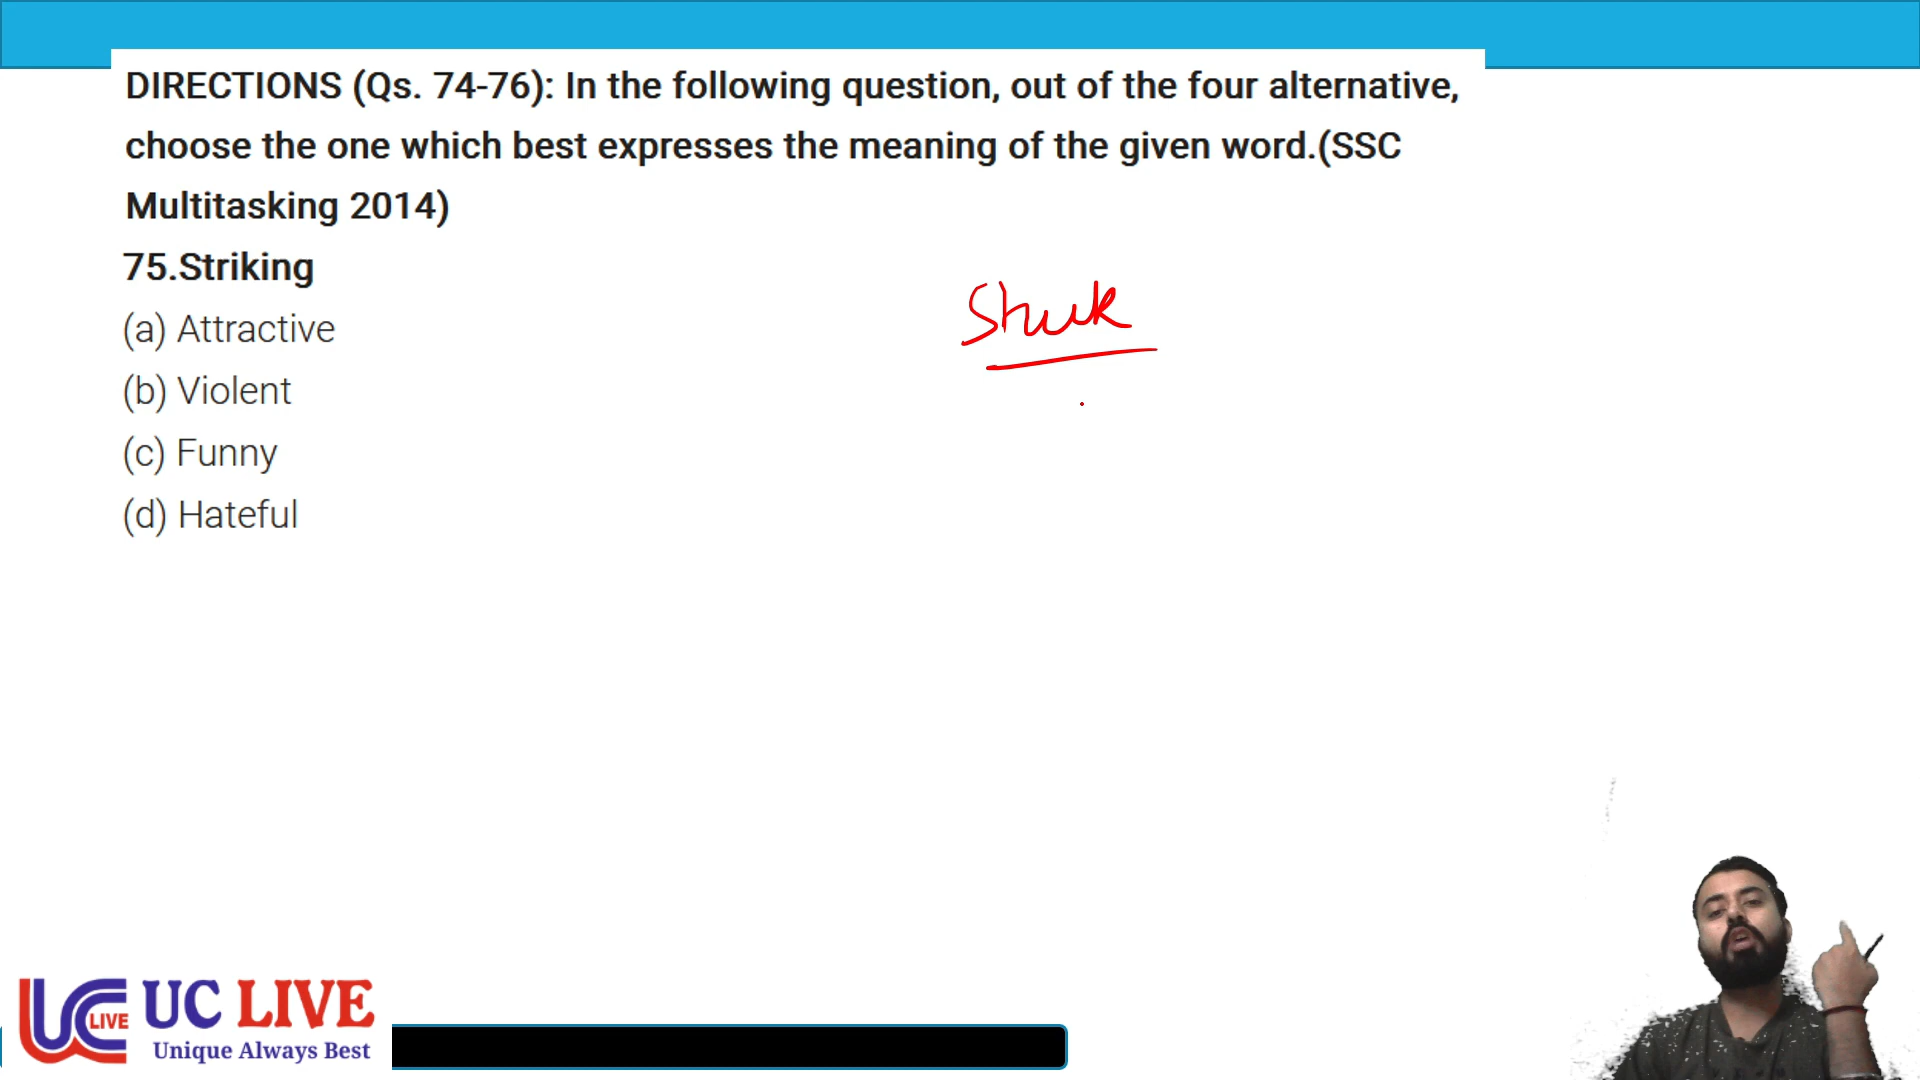 DIRECTIONS (Qs. 74-76): In the following question, out of the four alternative,
choose the one which best expresses the meaning of the given word.(SSC
Multitasking 2014)
75.Striking
(a) Attractive
(b) Violent
(c) Funny
(d) Hateful
UC LIVE
LIVE
Unique Always Best